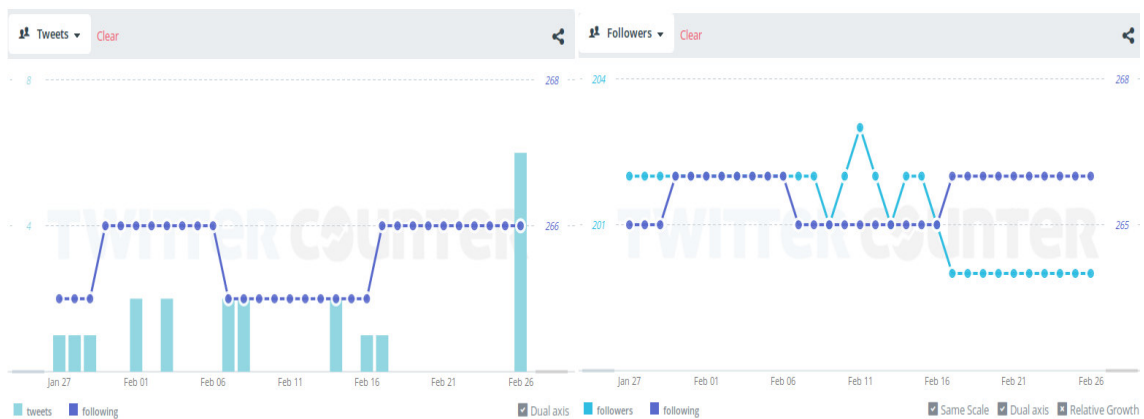 Tweets Clear
8 268
4 266
TWITTER COUNTER
Jan 27 Feb 01 Feb 06 Feb 11 Feb 16 Feb 21 Feb 26
tweets following Dual axis
Followers Clear
204 268
201 265
TWITTER COUNTER
Jan 27 Feb 01 Feb 06 Feb 11 Feb 16 Feb 21 Feb 26
followers following Same Scale Dual axis Relative Growth